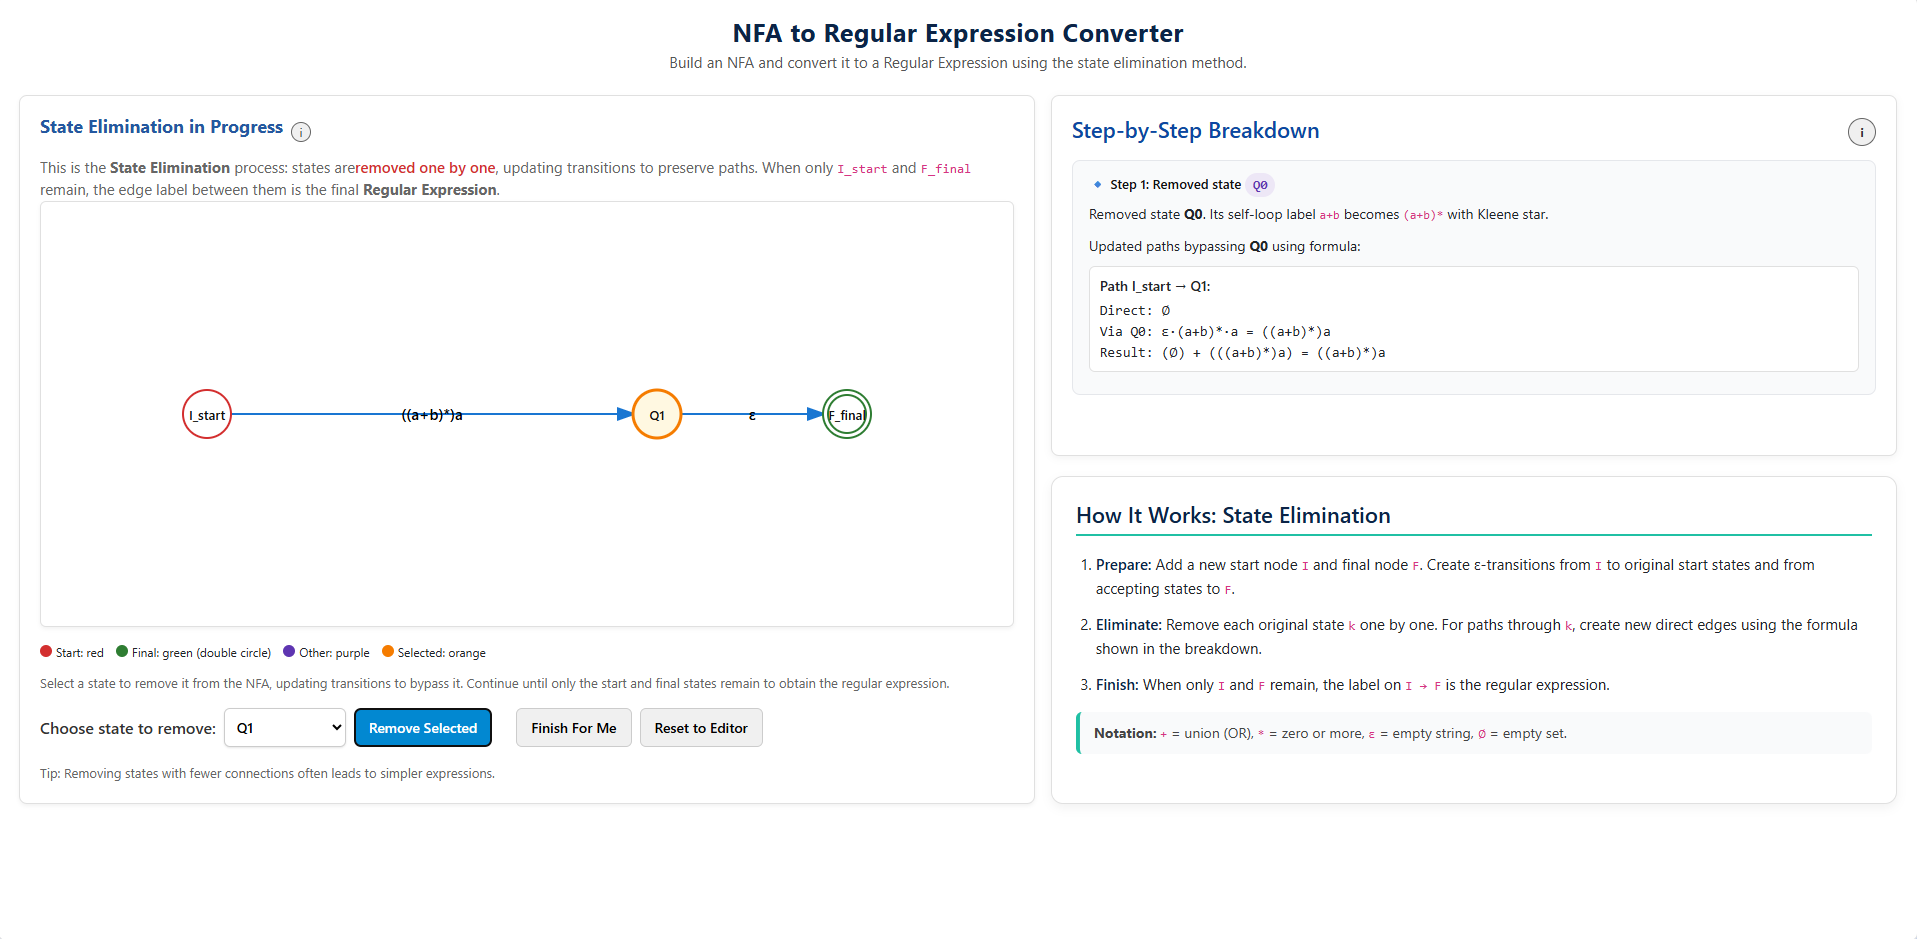 NFA to Regular Expression Converter
Build an NFA and convert it to a Regular Expression using the state elimination method.
State Elimination in Progress i
This is the State Elimination process: states areremoved one by one, updating transitions to preserve paths. When only I_start and F_final
remain, the edge label between them is the final Regular Expression.
I_start ((a+b)*)a Q1 ε F_final
Start: red Final: green (double circle) Other: purple Selected: orange
Select a state to remove it from the NFA, updating transitions to bypass it. Continue until only the start and final states remain to obtain the regular expression.
Choose state to remove: Q1 Remove Selected Finish For Me Reset to Editor
Tip: Removing states with fewer connections often leads to simpler expressions.
Step-by-Step Breakdown i
Step 1: Removed state Q0
Removed state Q0. Its self-loop label a+b becomes (a+b)* with Kleene star.
Updated paths bypassing Q0 using formula:
Path I_start → Q1:
Direct: Ø
Via Q0: ε·(a+b)*·a = ((a+b)*)a
Result: (Ø) + (((a+b)*)a) = ((a+b)*)a
How It Works: State Elimination
1. Prepare: Add a new start node I and final node F. Create ε-transitions from I to original start states and from
accepting states to F.
2. Eliminate: Remove each original state k one by one. For paths through k, create new direct edges using the formula
shown in the breakdown.
3. Finish: When only I and F remain, the label on I → F is the regular expression.
Notation: + = union (OR), * = zero or more, ε = empty string, Ø = empty set.